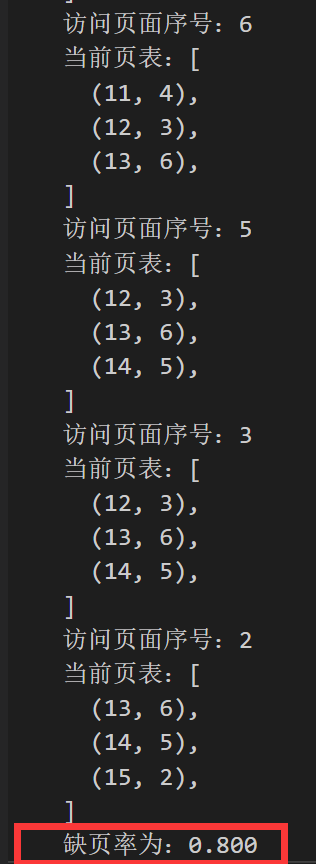 ]
访问页面序号: 6
当前页表: [
(11, 4),
(12, 3),
(13, 6),
]
访问页面序号: 5
当前页表: [
(12, 3),
(13, 6),
(14, 5),
]
访问页面序号: 3
当前页表: [
(12, 3),
(13, 6),
(14, 5),
]
访问页面序号: 2
当前页表: [
(13, 6),
(14, 5),
(15, 2),
]
缺页率为: 0.800